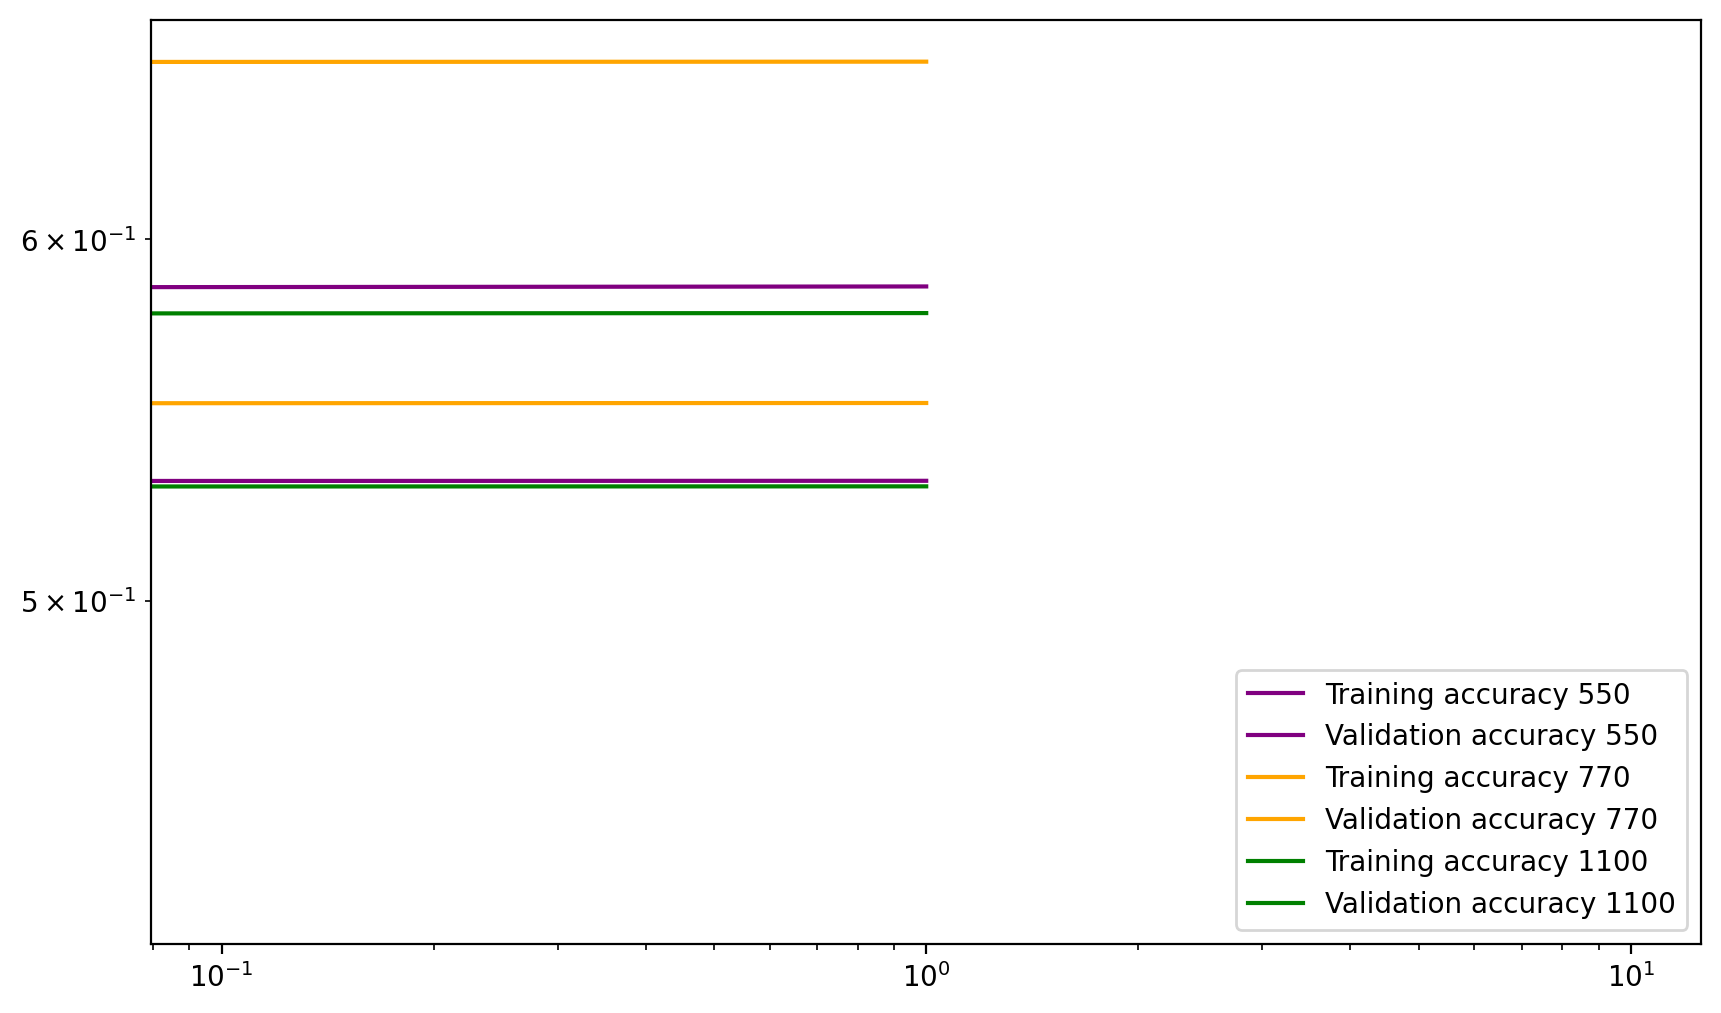 6 × 10⁻¹
5 × 10⁻¹
10⁻¹ 10⁰ 10¹
Training accuracy 550
Validation accuracy 550
Training accuracy 770
Validation accuracy 770
Training accuracy 1100
Validation accuracy 1100